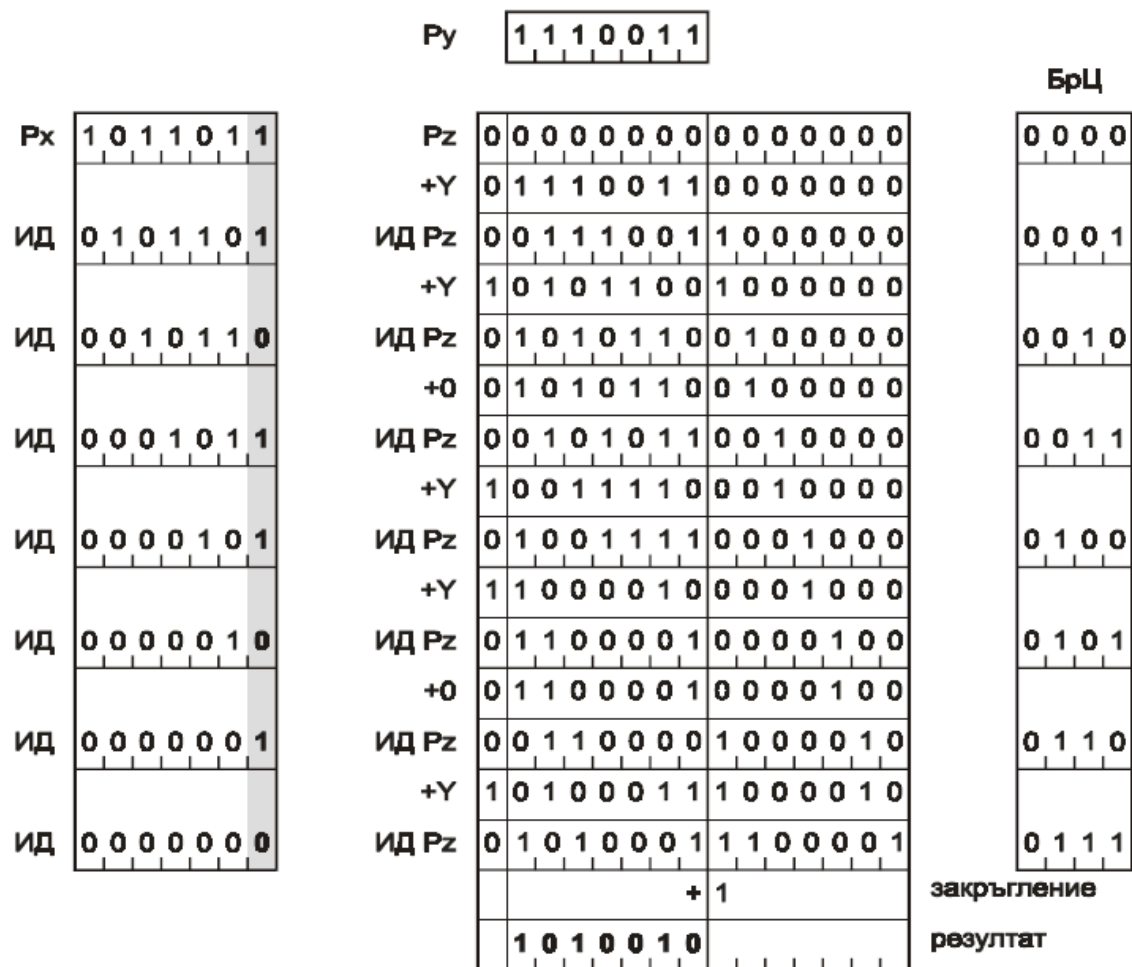 Py 1 1 1 0 0 1 1
БрЦ
Px 1 0 1 1 0 1 1 Pz 0 0 0 0 0 0 0 0 0 0 0 0 0 0 0 0 0 0 0
+Y 0 1 1 1 0 0 1 1 0 0 0 0 0 0 0
ИД 0 1 0 1 1 0 1 ИД Pz 0 0 1 1 1 0 0 1 1 0 0 0 0 0 0 0 0 0 1
+Y 1 0 1 0 1 1 0 0 1 0 0 0 0 0 0
ИД 0 0 1 0 1 1 0 ИД Pz 0 1 0 1 0 1 1 0 0 1 0 0 0 0 0 0 0 1 0
+0 0 1 0 1 0 1 1 0 0 1 0 0 0 0 0
ИД 0 0 0 1 0 1 1 ИД Pz 0 0 1 0 1 0 1 1 0 0 1 0 0 0 0 0 0 1 1
+Y 1 0 0 1 1 1 1 0 0 0 1 0 0 0 0
ИД 0 0 0 0 1 0 1 ИД Pz 0 1 0 0 1 1 1 1 0 0 0 1 0 0 0 0 1 0 0
+Y 1 1 0 0 0 0 1 0 0 0 0 1 0 0 0
ИД 0 0 0 0 0 1 0 ИД Pz 0 1 1 0 0 0 0 1 0 0 0 0 1 0 0 0 1 0 1
+0 0 1 1 0 0 0 0 1 0 0 0 0 1 0 0
ИД 0 0 0 0 0 0 1 ИД Pz 0 0 1 1 0 0 0 0 1 0 0 0 0 1 0 0 1 1 0
+Y 1 0 1 0 0 0 1 1 1 0 0 0 0 1 0
ИД 0 0 0 0 0 0 0 ИД Pz 0 1 0 1 0 0 0 1 1 1 0 0 0 0 1 0 1 1 1
+ 1 закръгление
1 0 1 0 0 1 0 резултат